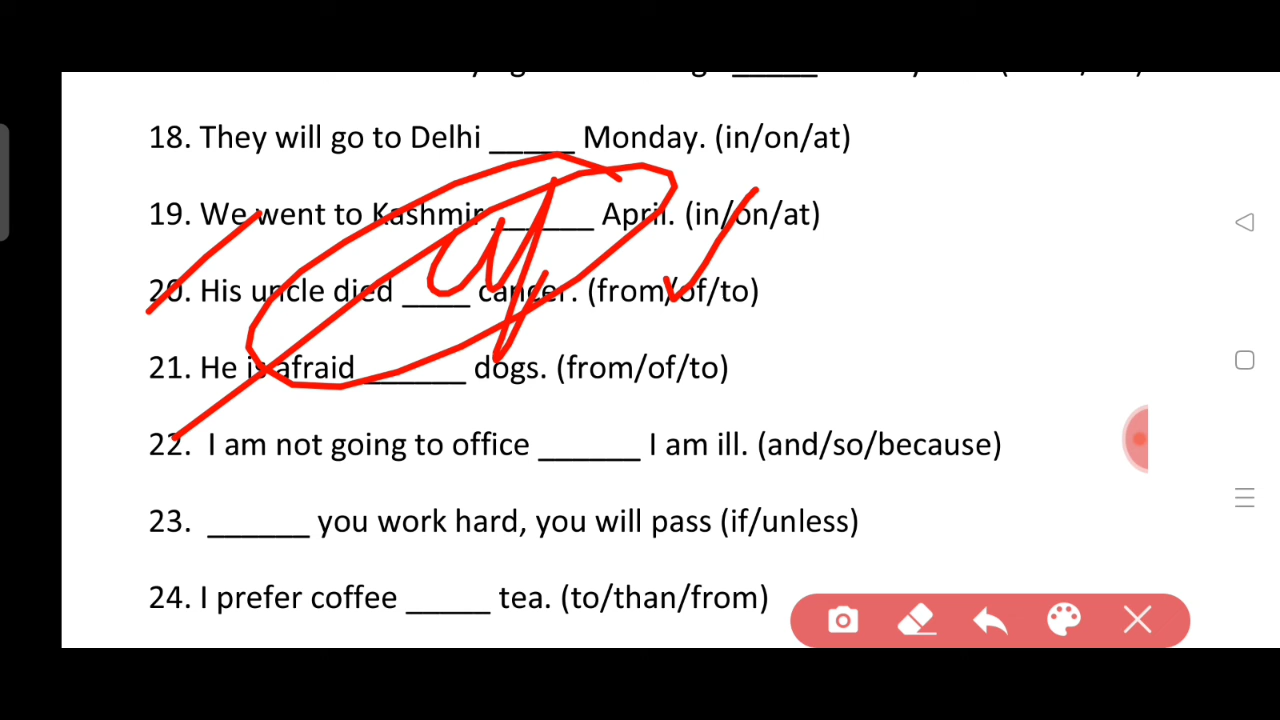 18. They will go to Delhi _____ Monday. (in/on/at)
19. We went to Kashmir ______ April. (in/on/at)
20. His uncle died ____ cancer. (from/of/to)
21. He is afraid ______ dogs. (from/of/to)
22. I am not going to office ______ I am ill. (and/so/because)
23. ______ you work hard, you will pass (if/unless)
24. I prefer coffee _____ tea. (to/than/from)